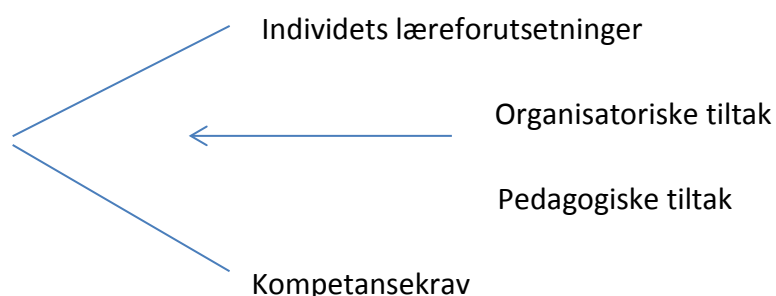 Individets læreforutsetninger
Organisatoriske tiltak
Pedagogiske tiltak
Kompetansekrav